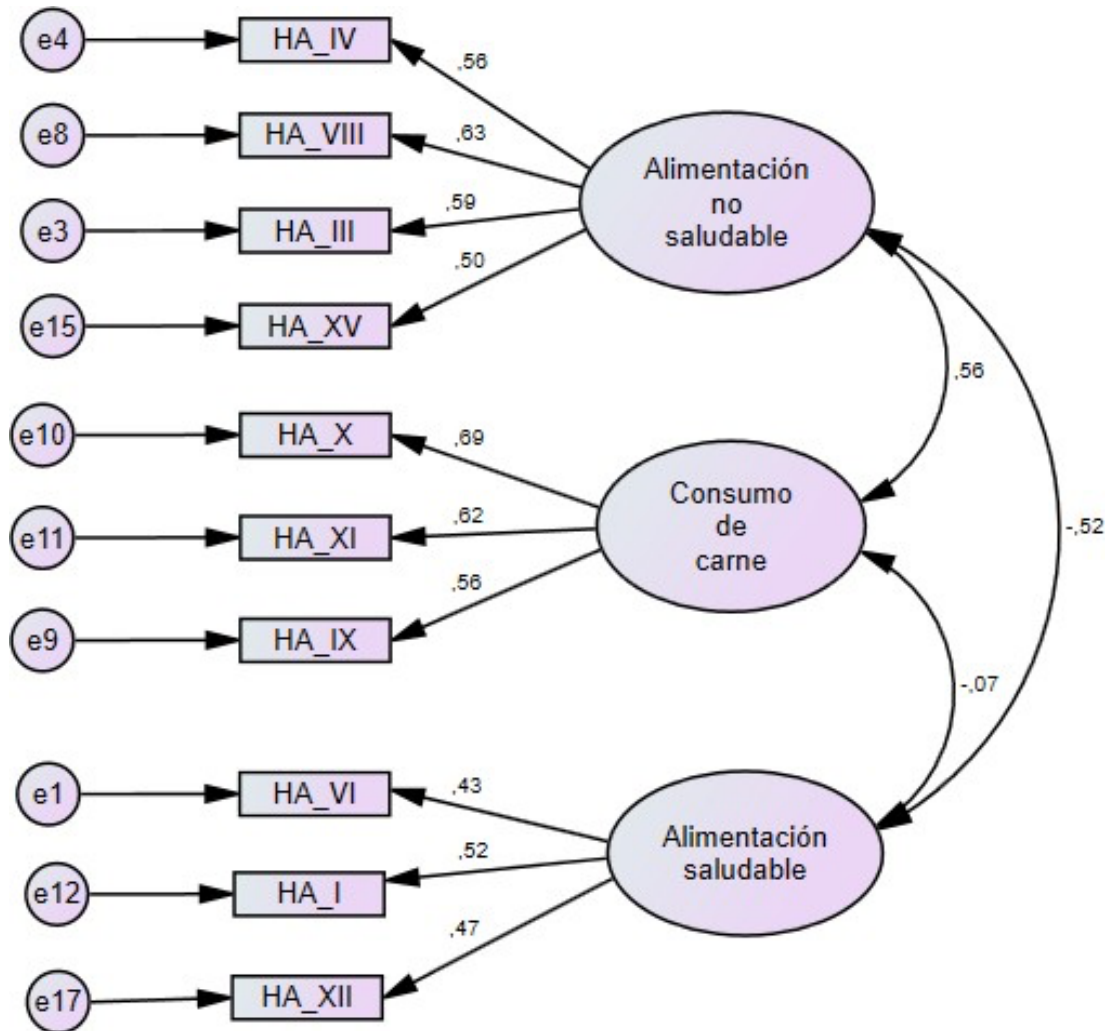 e4
HA_IV
,56
e8
HA_VIII
,63
e3
HA_III
,59
e15
HA_XV
,50
Alimentación
no
saludable
,56
e10
HA_X
,69
e11
HA_XI
,62
e9
HA_IX
,56
Consumo
de
carne
-,52
-,07
e1
HA_VI
,43
e12
HA_I
,52
e17
HA_XII
,47
Alimentación
saludable